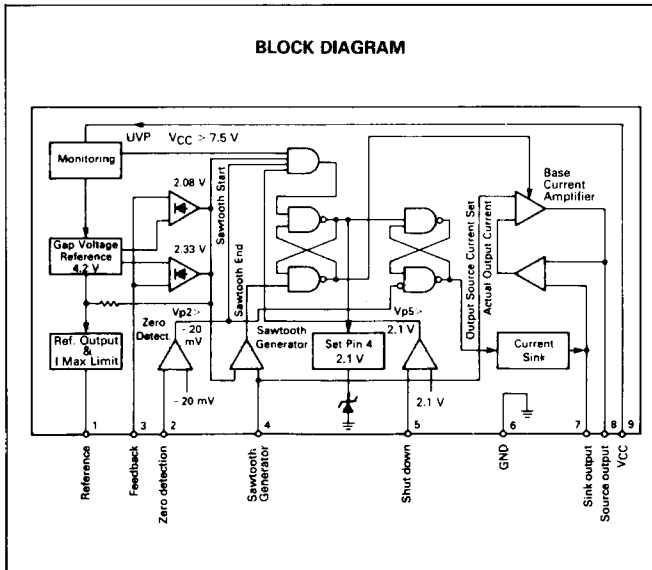 BLOCK DIAGRAM
UVP VCC > 7.5 V
Monitoring
2.08 V
Sawtooth Start
Base
Current
Amplifier
Gap Voltage
Reference
4.2 V
2.33 V
Sawtooth End
Output Source Current Set
Actual Output Current
Ref. Output
&
I Max Limit
Zero
Detect.
Vp2>
- 20
mV
Sawtooth
Generator
Set Pin 4
2.1 V
Vp5>
2.1 V
Current
Sink
- 20 mV
2.1 V
1
3
2
4
5
6
7
8
9
Reference
Feedback
Zero detection
Sawtooth
Generator
Shut down
GND
Sink output
Source output
VCC